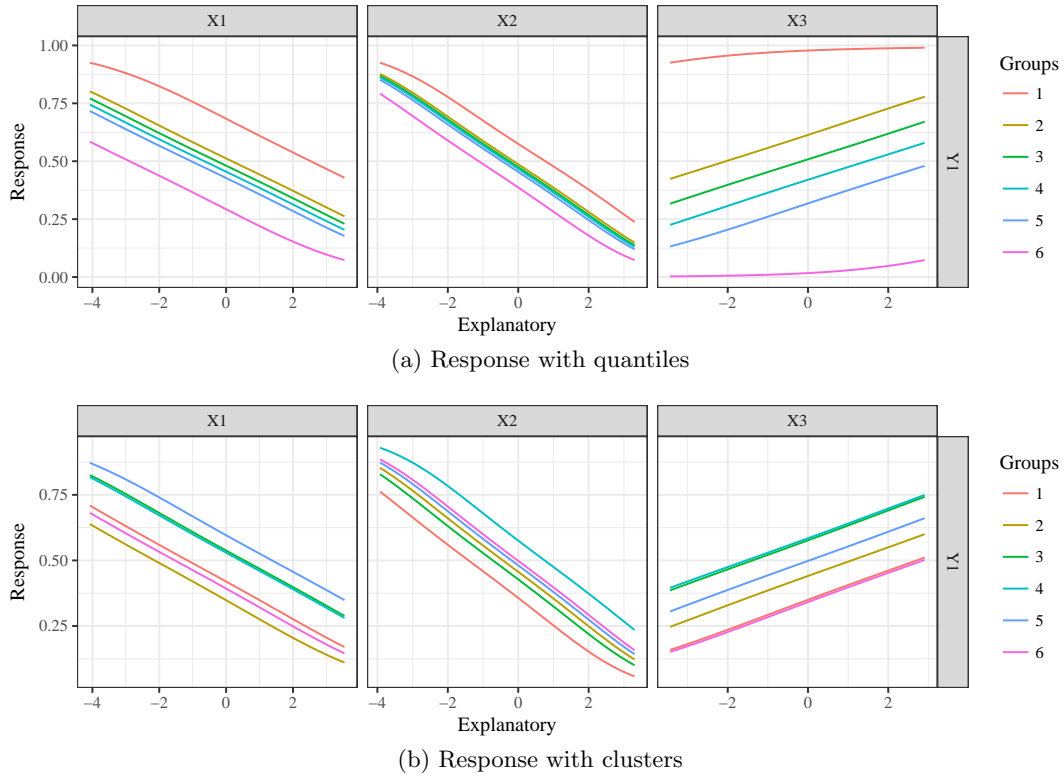 X1 X2 X3
1.00
0.75
0.50
0.25
0.00
Response
Y1
−4 −2 0 2 −4 −2 0 2 −2 0 2
Explanatory
Groups
1
2
3
4
5
6
(a) Response with quantiles
X1 X2 X3
0.75
0.50
0.25
Response
Y1
−4 −2 0 2 −4 −2 0 2 −2 0 2
Explanatory
Groups
1
2
3
4
5
6
(b) Response with clusters